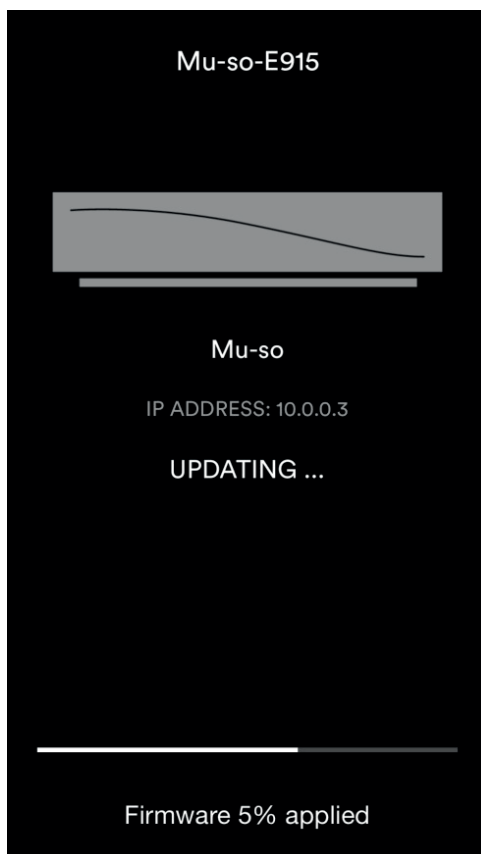 Mu-so-E915
Mu-so
IP ADDRESS: 10.0.0.3
UPDATING ...
Firmware 5% applied